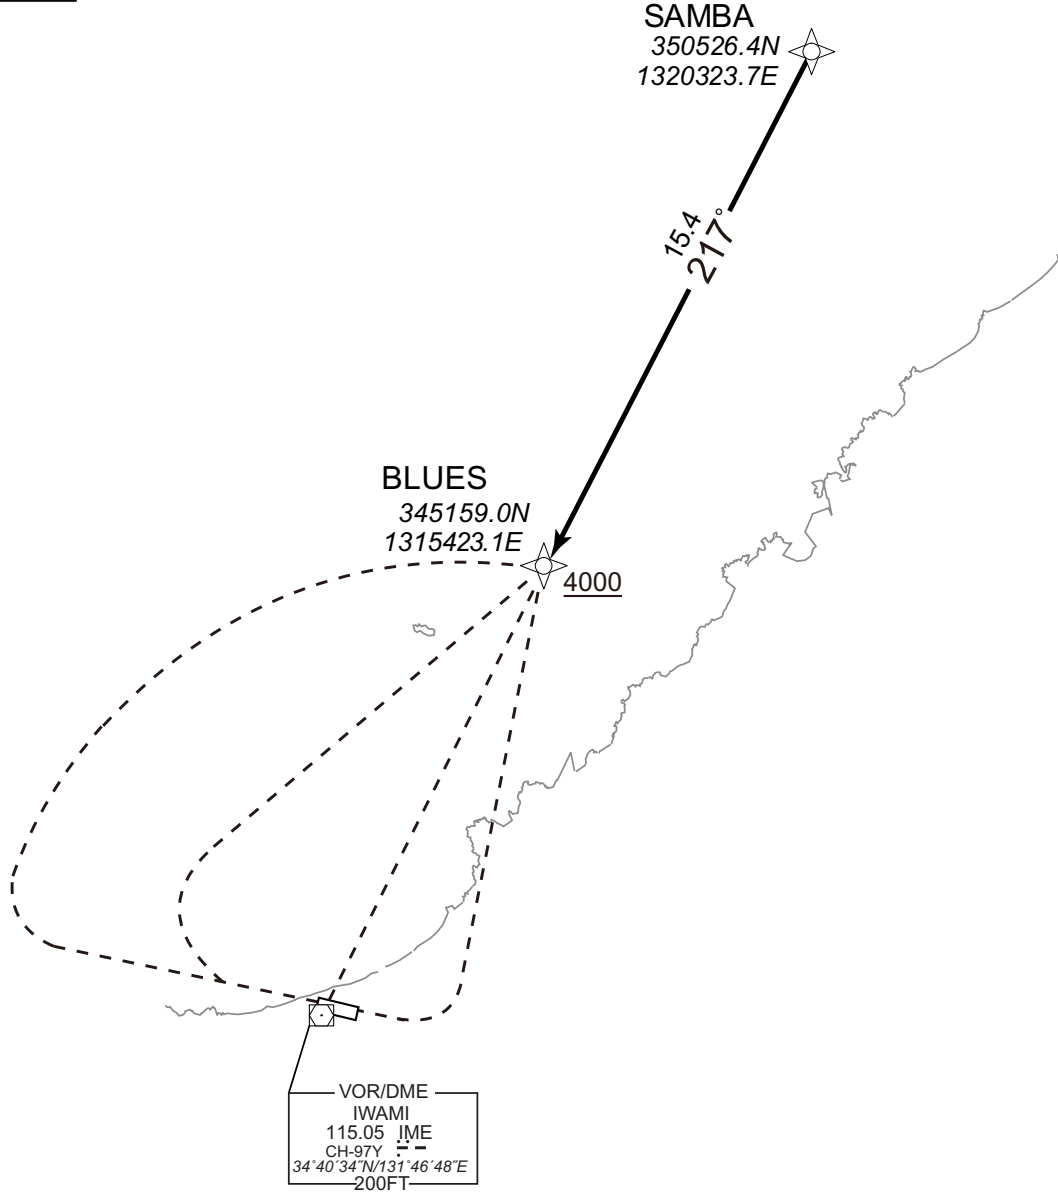 SAMBA
350526.4N
1320323.7E
15.4
217°
BLUES
345159.0N
1315423.1E
4000
VOR/DME
IWAMI
115.05 IME
CH-97Y
34°40´34˝N/131°46´48˝E
200FT